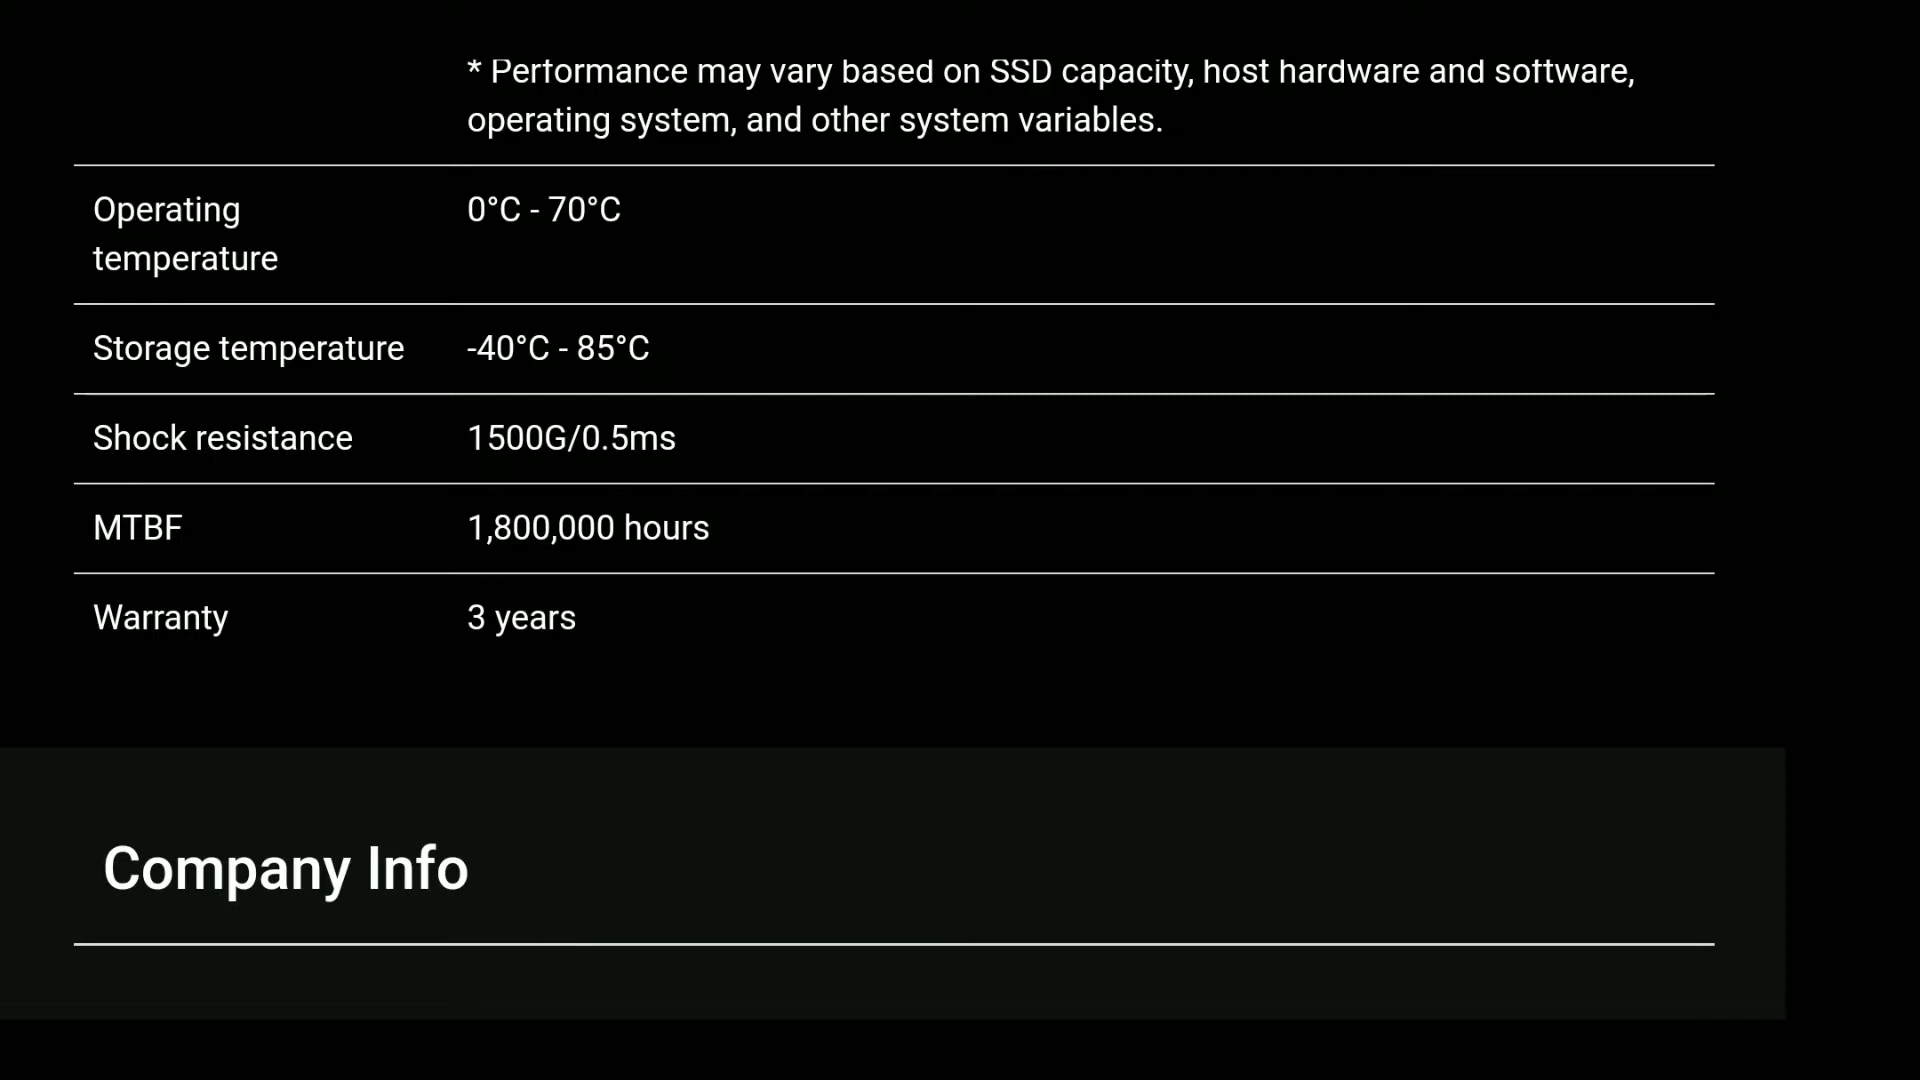 * Performance may vary based on SSD capacity, host hardware and software,
operating system, and other system variables.
Operating
temperature
0°C - 70°C
Storage temperature
-40°C - 85°C
Shock resistance
1500G/0.5ms
MTBF
1,800,000 hours
Warranty
3 years
Company Info